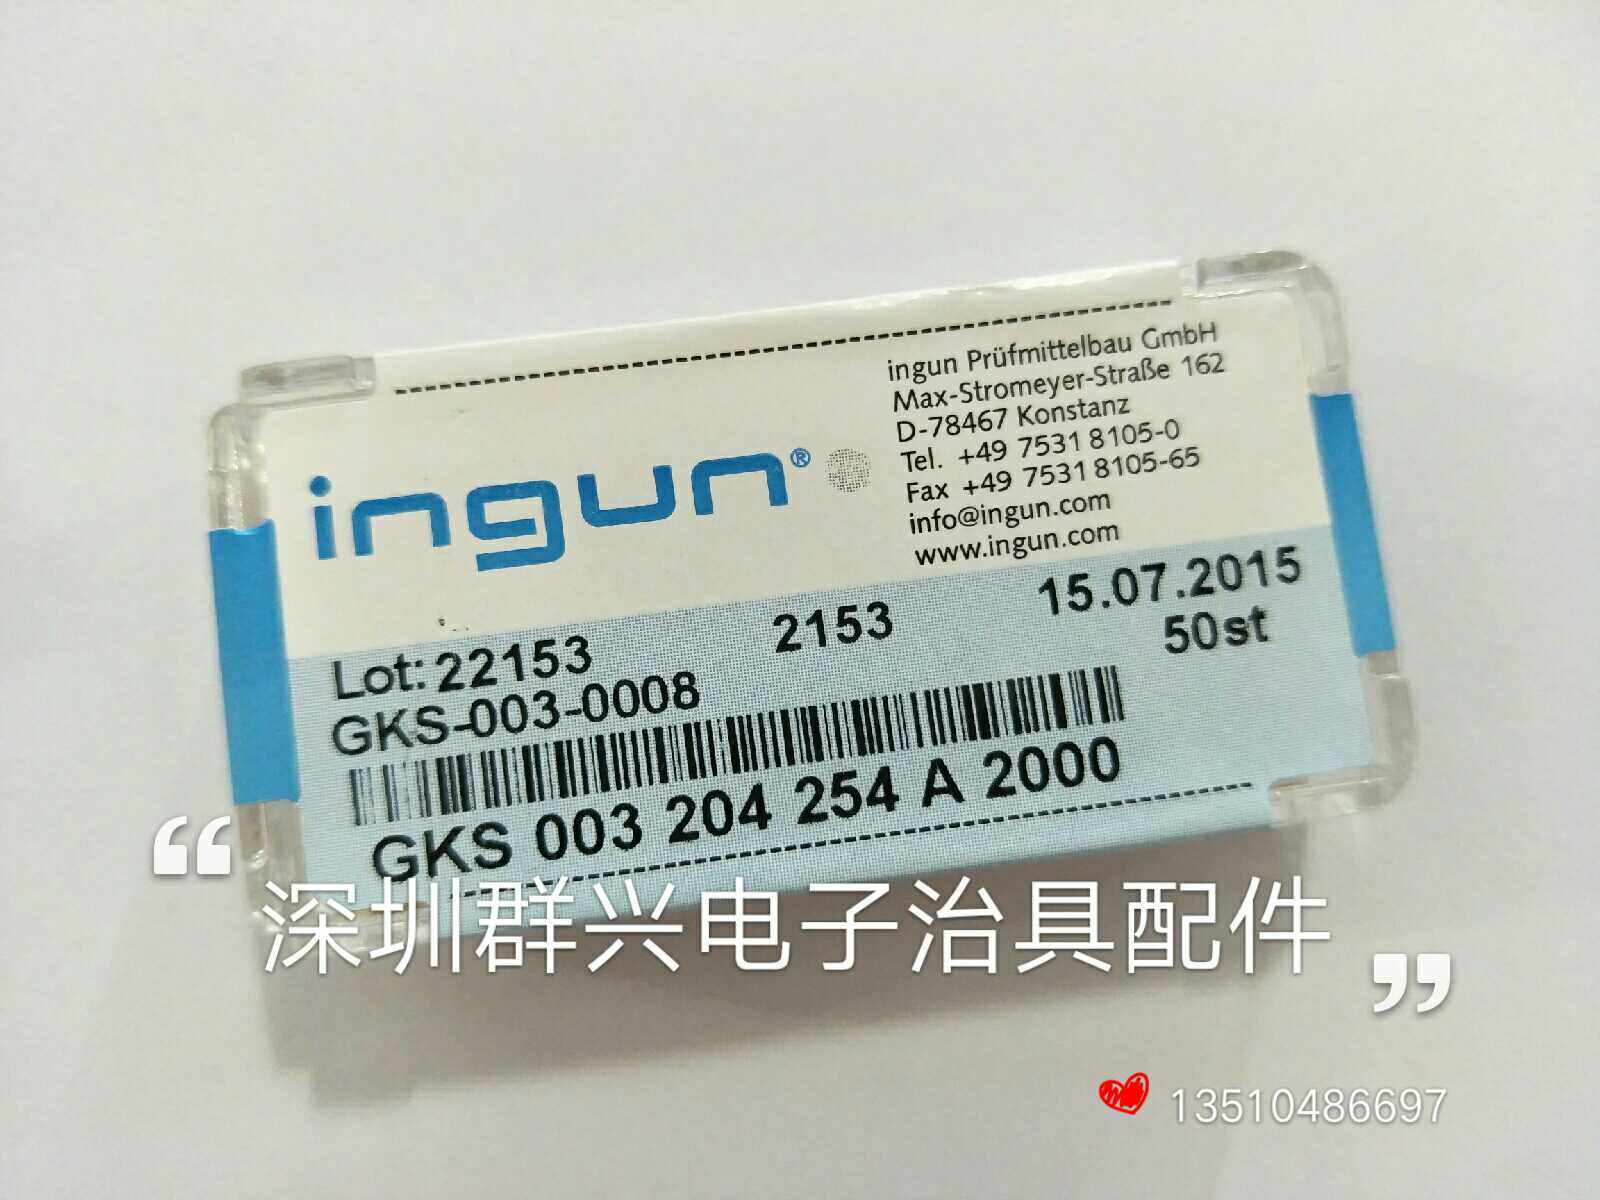 ingun®
ingun Prüfmittelbau GmbH
Max-Stromeyer-Straße 162
D-78467 Konstanz
Tel. +49 7531 8105-0
Fax +49 7531 8105-65
info@ingun.com
www.ingun.com
Lot: 22153 2153 15.07.2015
GKS-003-0008 50st
GKS 003 204 254 A 2000
“深圳群兴电子治具配件”
13510486697